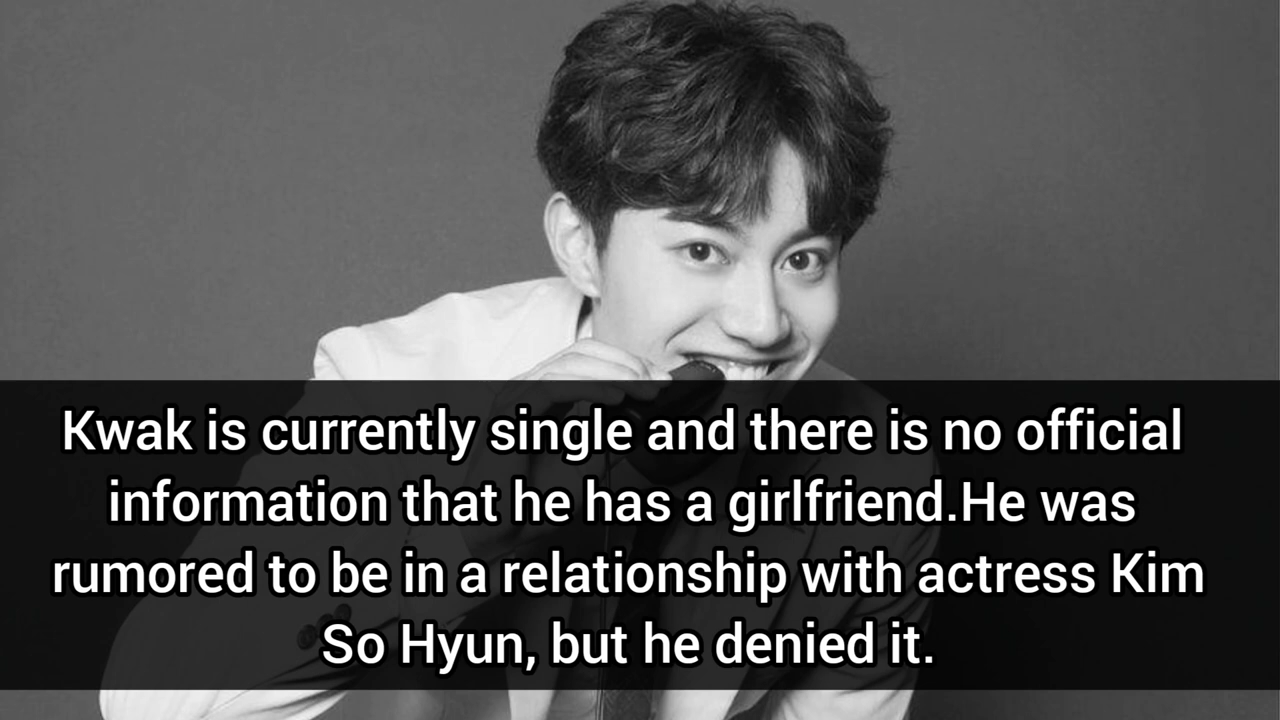 Kwak is currently single and there is no official
information that he has a girlfriend.He was
rumored to be in a relationship with actress Kim
So Hyun, but he denied it.